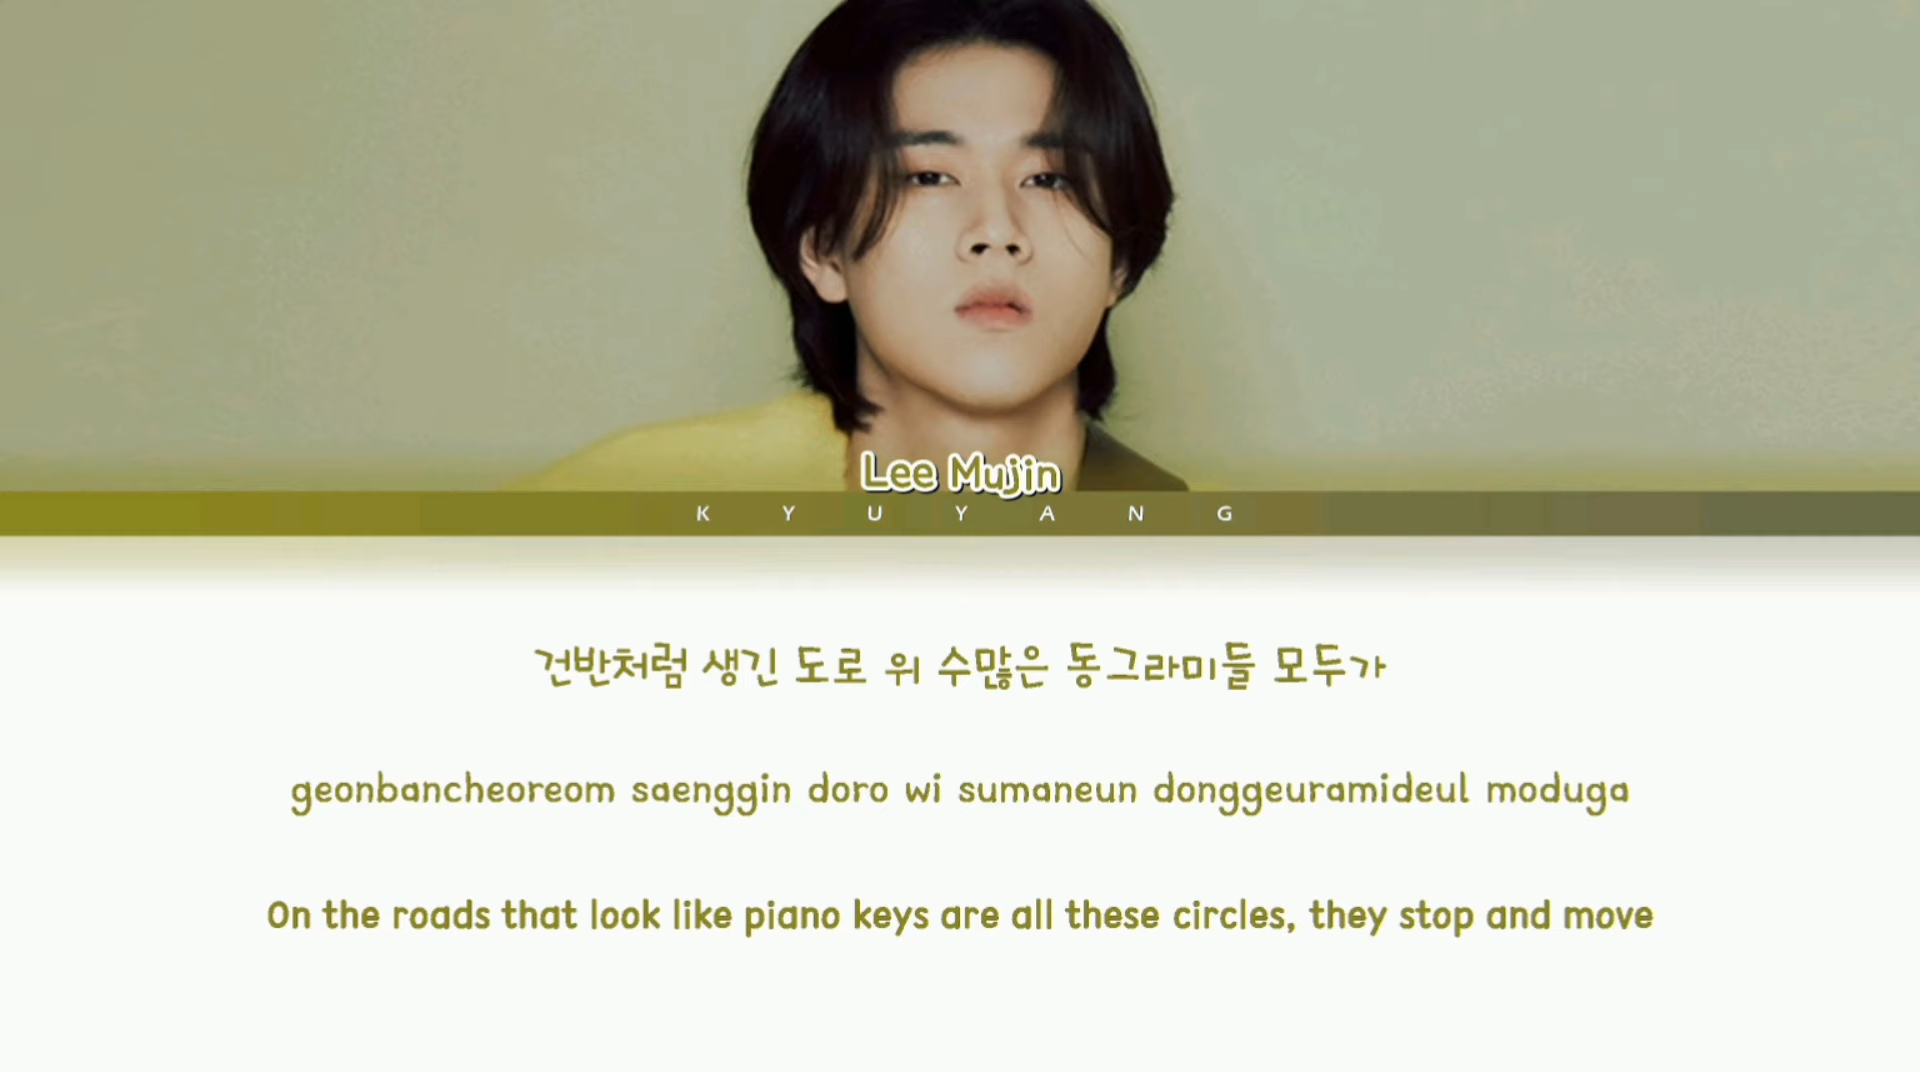 Lee Mujin
KYUYANG
건반처럼 생긴 도로 위 수많은 동그라미들 모두가
geonbancheoreom saenggin doro wi sumaneun donggeuramideul moduga
On the roads that look like piano keys are all these circles, they stop and move